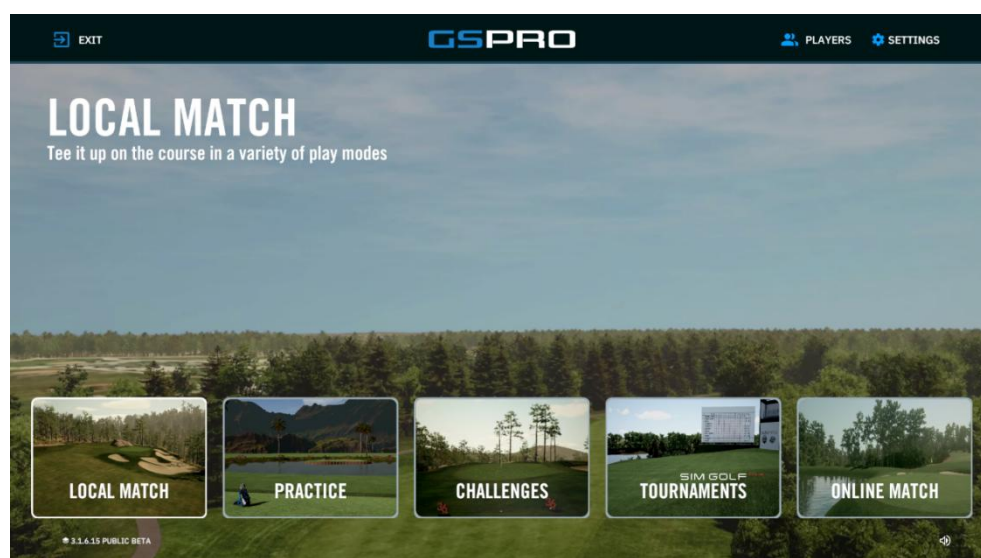 EXIT
GSPRO
PLAYERS
SETTINGS
LOCAL MATCH
Tee it up on the course in a variety of play modes
LOCAL MATCH
PRACTICE
CHALLENGES
SIM GOLF
TOURNAMENTS
ONLINE MATCH
3.1.6.15 PUBLIC BETA